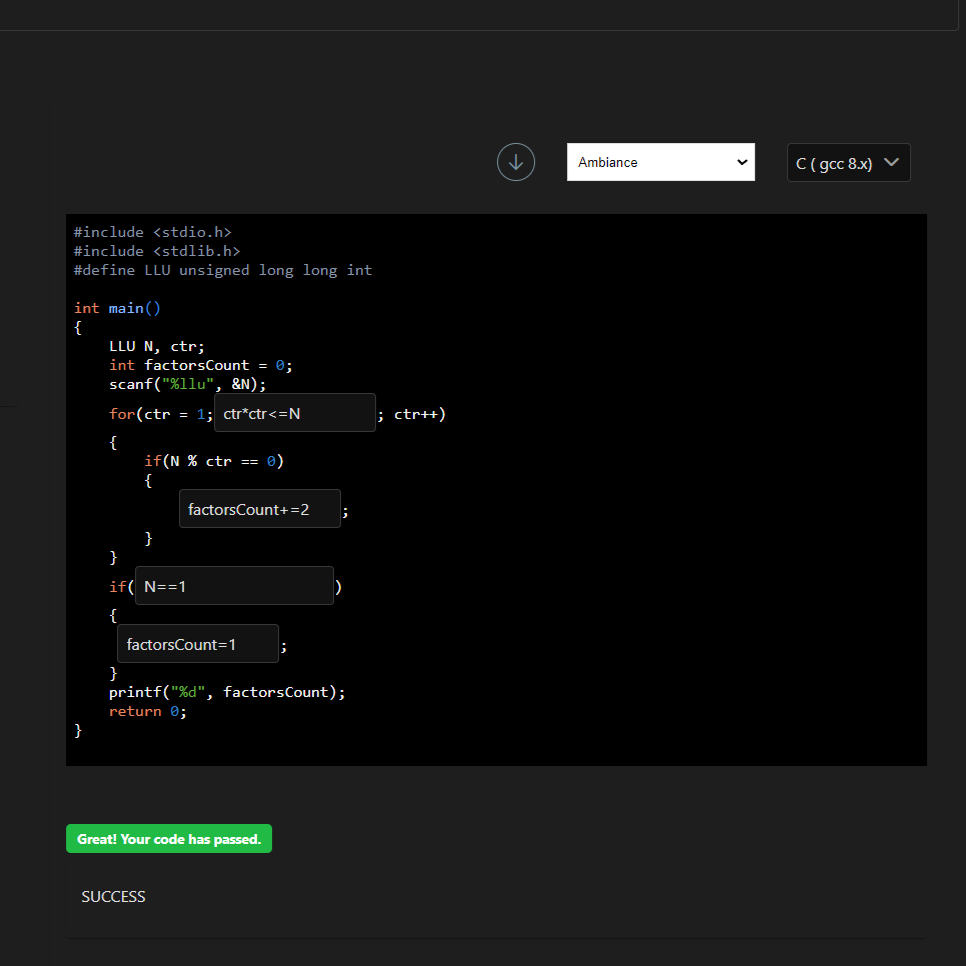 Ambiance
C ( gcc 8.x)
#include <stdio.h>
#include <stdlib.h>
#define LLU unsigned long long int
int main()
{
LLU N, ctr;
int factorsCount = 0;
scanf("%llu", &N);
for(ctr = 1; ctr*ctr<=N ; ctr++)
{
if(N % ctr == 0)
{
factorsCount+=2 ;
}
}
if( N==1 )
{
factorsCount=1 ;
}
printf("%d", factorsCount);
return 0;
}
Great! Your code has passed.
SUCCESS